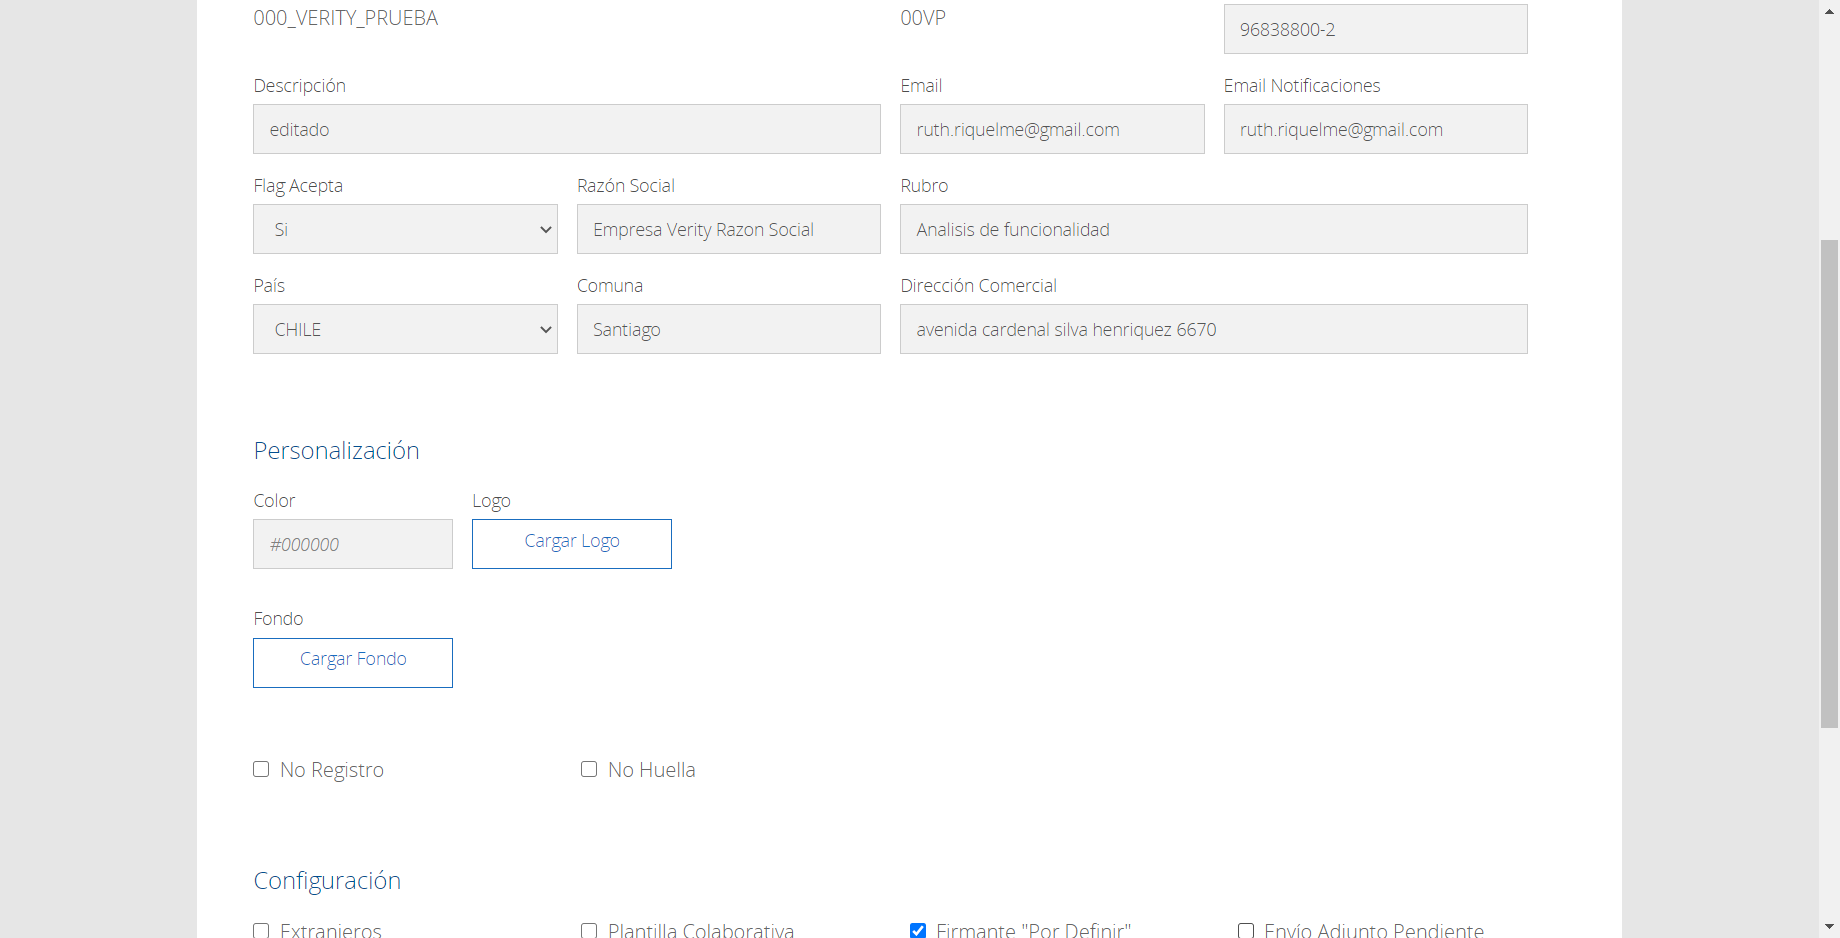 000_VERITY_PRUEBA 00VP 96838800-2
Descripción Email Email Notificaciones
editado ruth.riquelme@gmail.com ruth.riquelme@gmail.com
Flag Acepta Razón Social Rubro
Si Empresa Verity Razon Social Analisis de funcionalidad
País Comuna Dirección Comercial
CHILE Santiago avenida cardenal silva henriquez 6670
Personalización
Color Logo
#000000 Cargar Logo
Fondo
Cargar Fondo
No Registro No Huella
Configuración
Extranjeros Plantilla Colaborativa Firmante "Por Definir" Envío Adjunto Pendiente